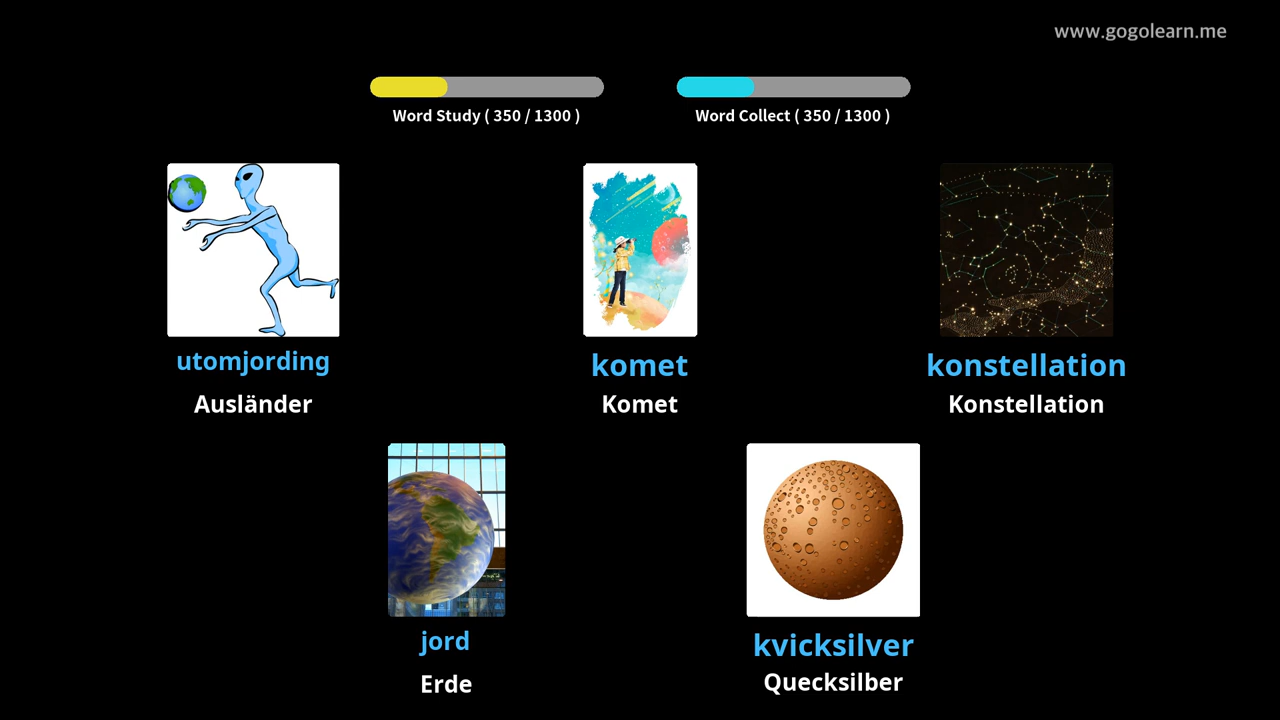 www.gogolearn.me
Word Study ( 350 / 1300 )
Word Collect ( 350 / 1300 )
utomjording
komet
konstellation
Ausländer
Komet
Konstellation
jord
kvicksilver
Erde
Quecksilber